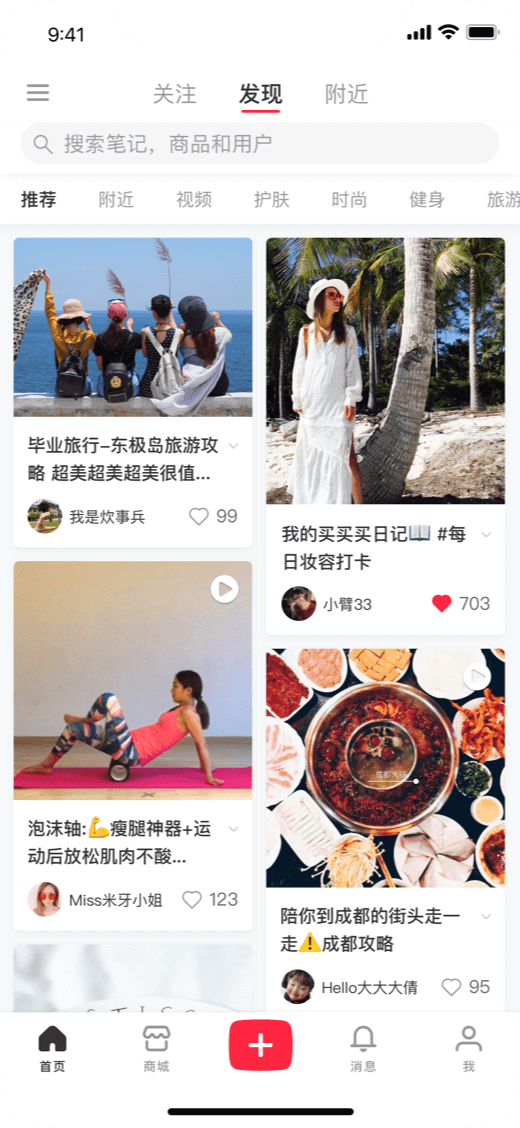 9:41
关注 发现 附近
搜索笔记，商品和用户
推荐 附近 视频 护肤 时尚 健身 旅游
毕业旅行–东极岛旅游攻
略 超美超美超美很值...
我是炊事兵 99
我的买买买日记📖 #每
日妆容打卡
小臂33 703
泡沫轴:💪瘦腿神器+运
动后放松肌肉不酸...
Miss米牙小姐 123
成都火锅
陪你到成都的街头走一
走⚠️成都攻略
Hello大大大倩 95
首页 商城 消息 我